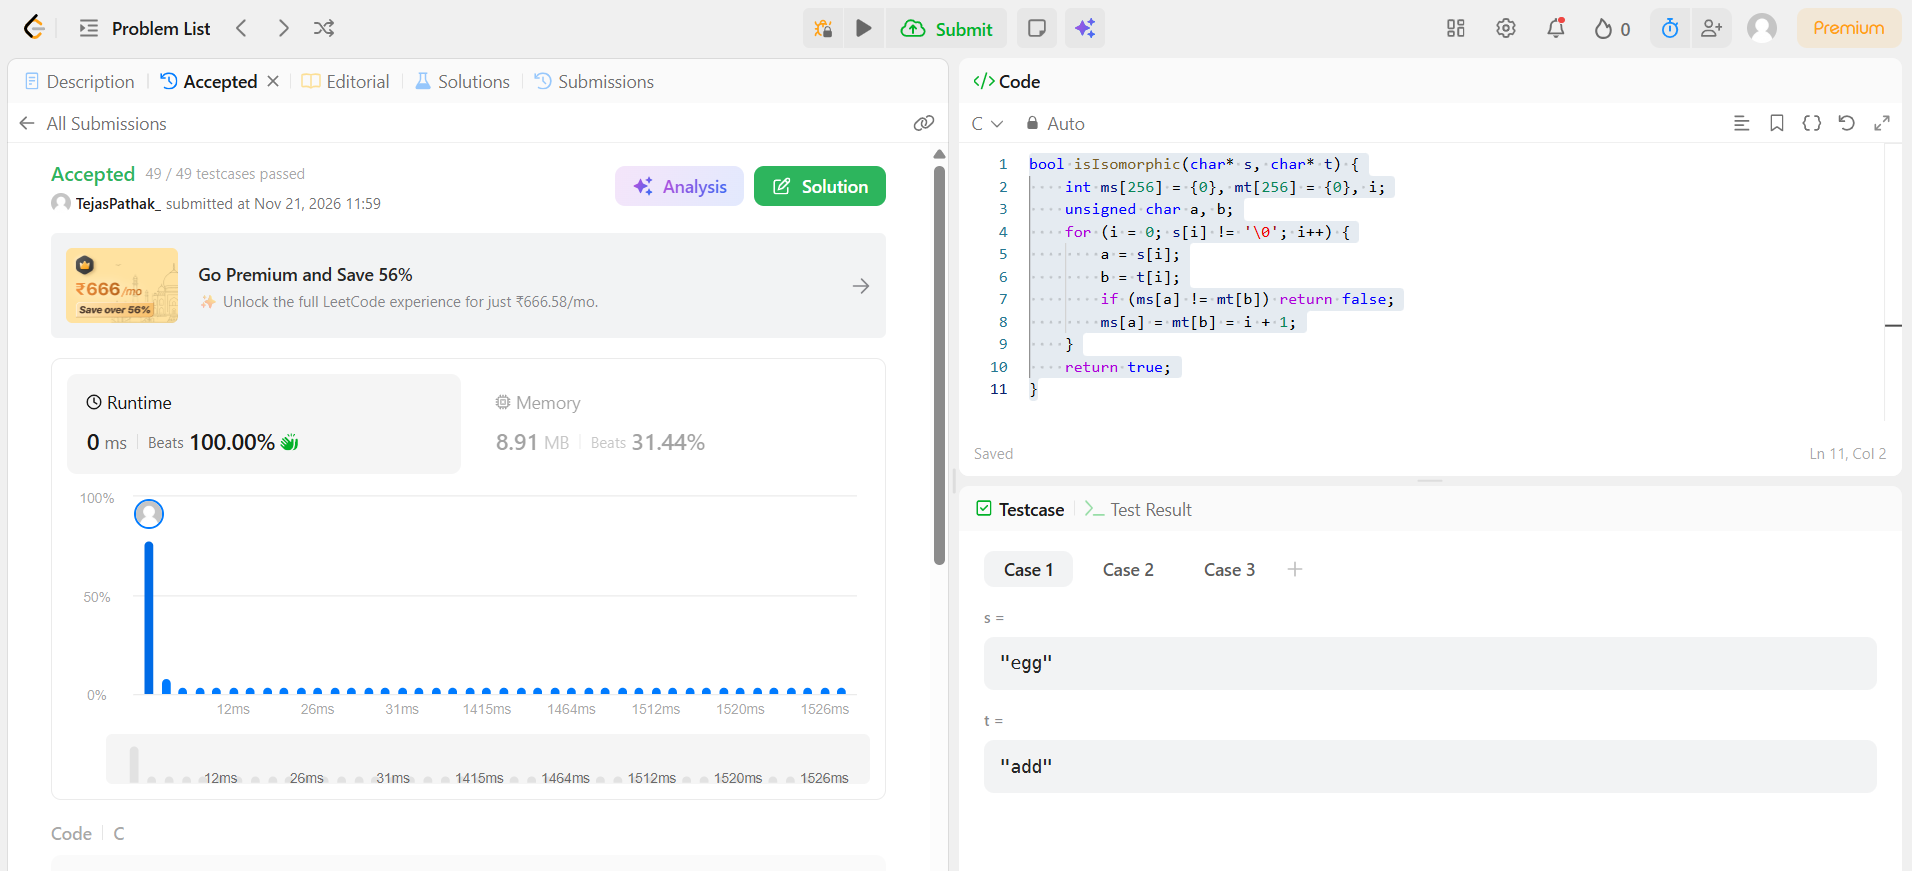 Problem List
Submit
0
Premium
Description
Accepted
Editorial
Solutions
Submissions
All Submissions
Accepted 49 / 49 testcases passed
TejasPathak_ submitted at Nov 21, 2026 11:59
Analysis
Solution
₹666/mo
Save over 56%
Go Premium and Save 56%
Unlock the full LeetCode experience for just ₹666.58/mo.
Runtime
0 ms Beats 100.00%
Memory
8.91 MB Beats 31.44%
100%
50%
0%
12ms 26ms 31ms 1415ms 1464ms 1512ms 1520ms 1526ms
12ms 26ms 31ms 1415ms 1464ms 1512ms 1520ms 1526ms
Code C
</> Code
C Auto
1 bool isIsomorphic(char* s, char* t) {
2     int ms[256] = {0}, mt[256] = {0}, i;
3     unsigned char a, b;
4     for (i = 0; s[i] != '\0'; i++) {
5         a = s[i];
6         b = t[i];
7         if (ms[a] != mt[b]) return false;
8         ms[a] = mt[b] = i + 1;
9     }
10     return true;
11 }
Saved
Ln 11, Col 2
Testcase
Test Result
Case 1 Case 2 Case 3 +
s =
"egg"
t =
"add"